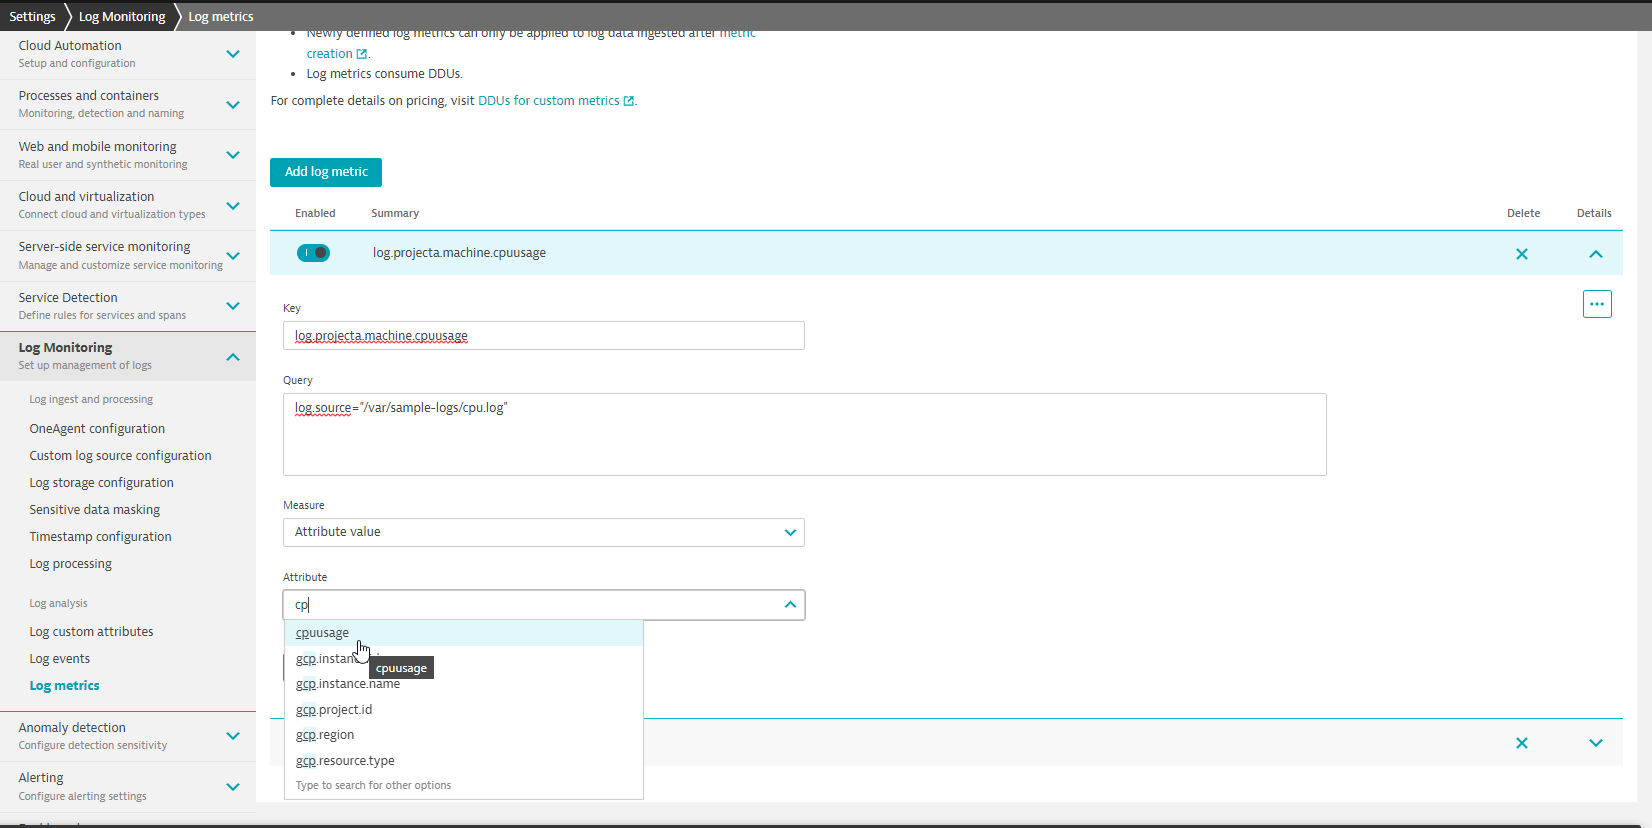 Settings
Log Monitoring
Log metrics
Cloud Automation
Setup and configuration
Processes and containers
Monitoring, detection and naming
Web and mobile monitoring
Real user and synthetic monitoring
Cloud and virtualization
Connect cloud and virtualization types
Server-side service monitoring
Manage and customize service monitoring
Service Detection
Define rules for services and spans
Log Monitoring
Set up management of logs
Log ingest and processing
OneAgent configuration
Custom log source configuration
Log storage configuration
Sensitive data masking
Timestamp configuration
Log processing
Log analysis
Log custom attributes
Log events
Log metrics
Anomaly detection
Configure detection sensitivity
Alerting
Configure alerting settings
Newly defined log metrics can only be applied to log data ingested after metric
creation.
Log metrics consume DDUs.
For complete details on pricing, visit DDUs for custom metrics.
Add log metric
Enabled
Summary
Delete
Details
log.projecta.machine.cpuusage
Key
log.projecta.machine.cpuusage
Query
log.source="/var/sample-logs/cpu.log"
Measure
Attribute value
Attribute
cp
cpuusage
cpuusage
gcp.instance.name
gcp.project.id
gcp.region
gcp.resource.type
Type to search for other options